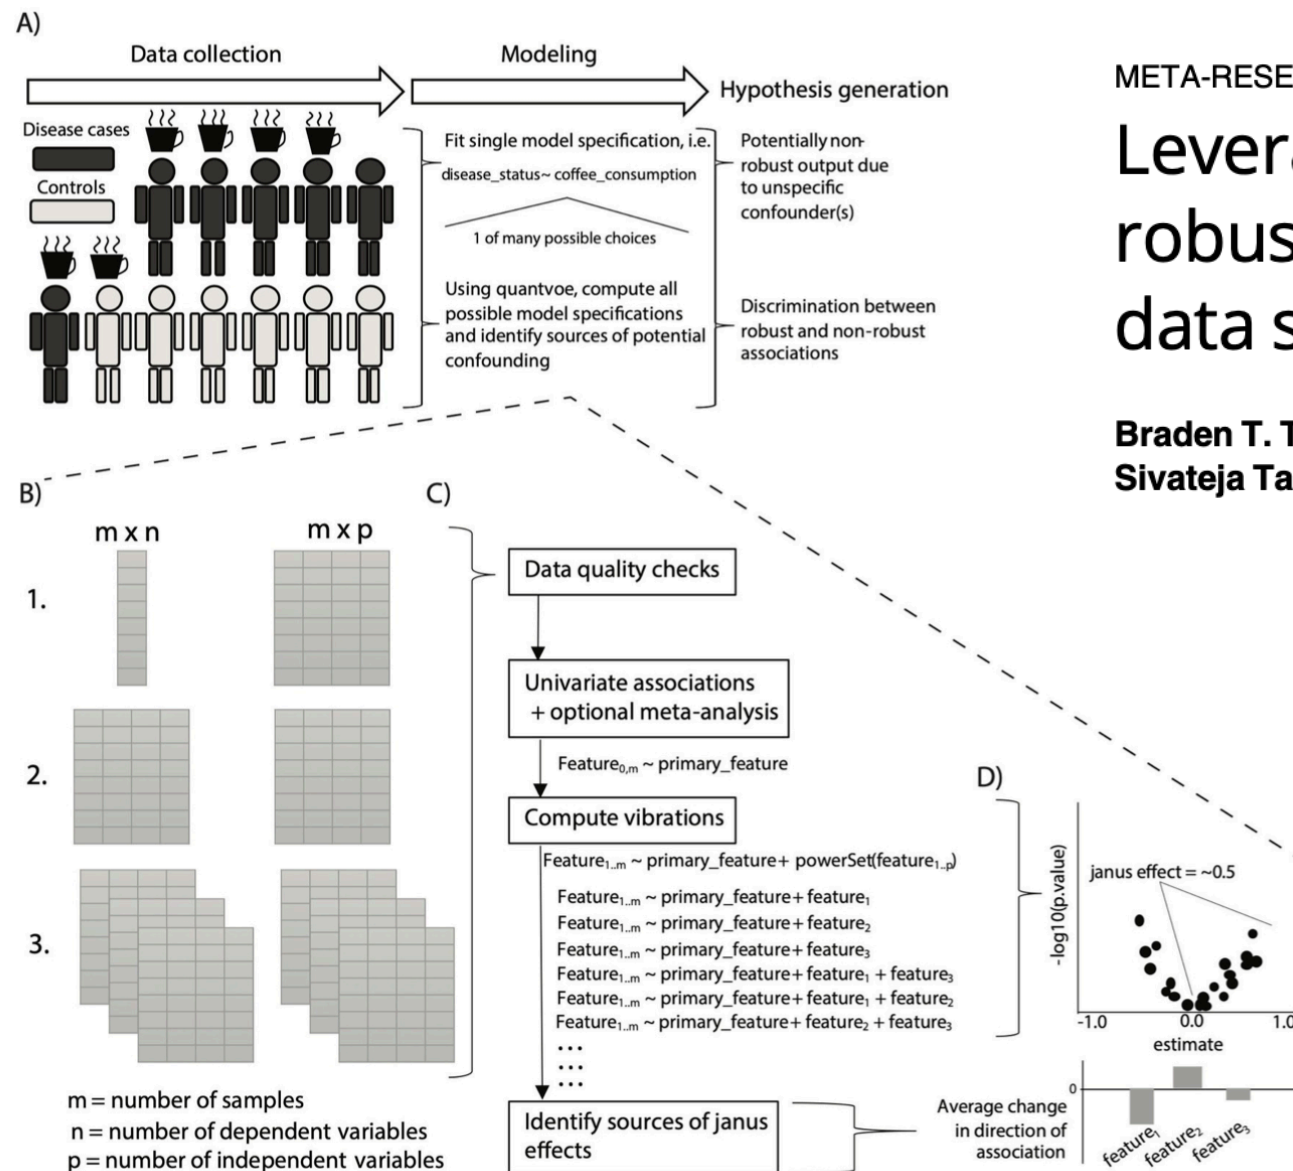 A)
Data collection
Modeling
Hypothesis generation
Disease cases
Controls
Fit single model specification, i.e.
disease_status~ coffee_consumption
1 of many possible choices
Using quantvoe, compute all
possible model specifications
and identify sources of potential
confounding
Potentially non-
robust output due
to unspecific
confounder(s)
Discrimination between
robust and non-robust
associations
META-RESE
Levera
robus
data s
Braden T. T
Sivateja Ta
B)
m x n
m x p
1.
2.
3.
m = number of samples
n = number of dependent variables
p = number of independent variables
C)
Data quality checks
Univariate associations
+ optional meta-analysis
Feature₀,ₘ ~ primary_feature
Compute vibrations
Feature₁..ₘ ~ primary_feature+ powerSet(feature₁..ₚ)
Feature₁..ₘ ~ primary_feature+ feature₁
Feature₁..ₘ ~ primary_feature+ feature₂
Feature₁..ₘ ~ primary_feature+ feature₃
Feature₁..ₘ ~ primary_feature+ feature₁ + feature₃
Feature₁..ₘ ~ primary_feature+ feature₁ + feature₂
Feature₁..ₘ ~ primary_feature+ feature₂ + feature₃
...
...
...
Identify sources of janus
effects
D)
-log10(p.value)
janus effect = ~0.5
-1.0 0.0 1.0
estimate
0
Average change
in direction of
association
feature₁ feature₂ feature₃